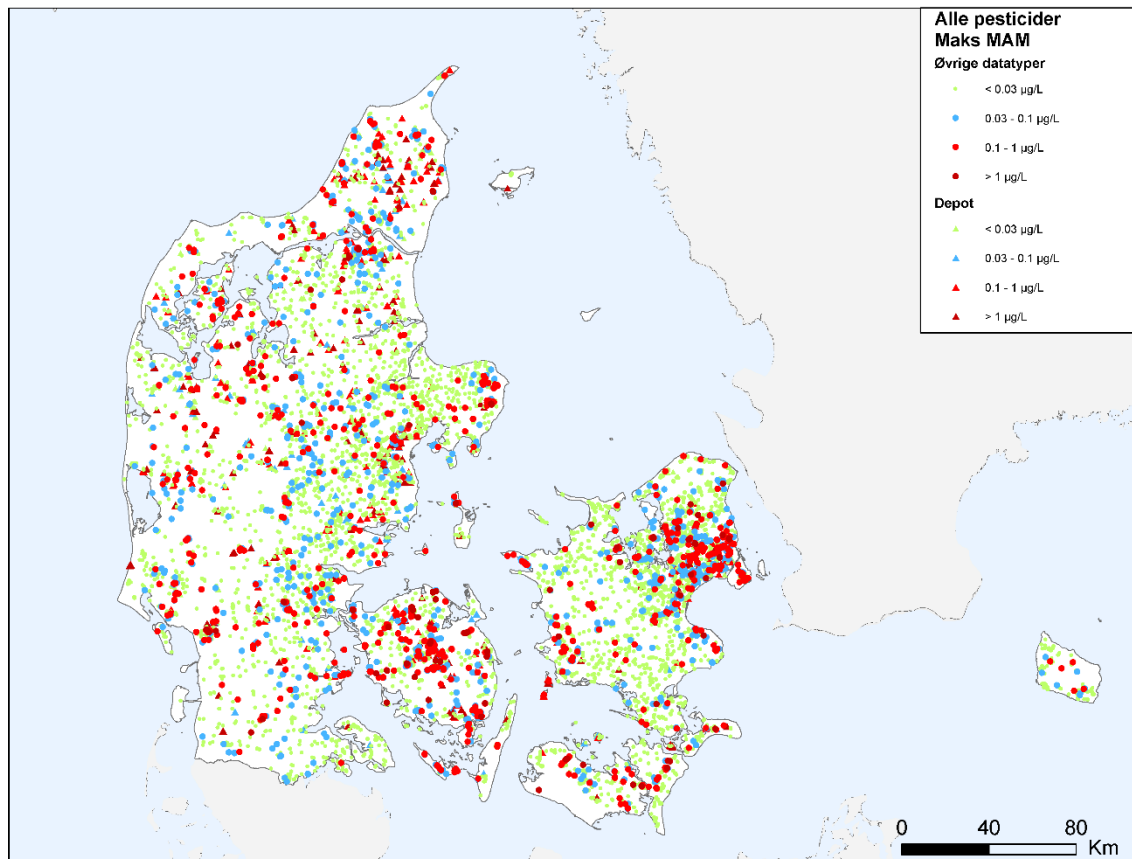 Alle pesticider
Maks MAM
Øvrige datatyper
< 0.03 µg/L
0.03 - 0.1 µg/L
0.1 - 1 µg/L
> 1 µg/L
Depot
< 0.03 µg/L
0.03 - 0.1 µg/L
0.1 - 1 µg/L
> 1 µg/L
0 40 80
Km